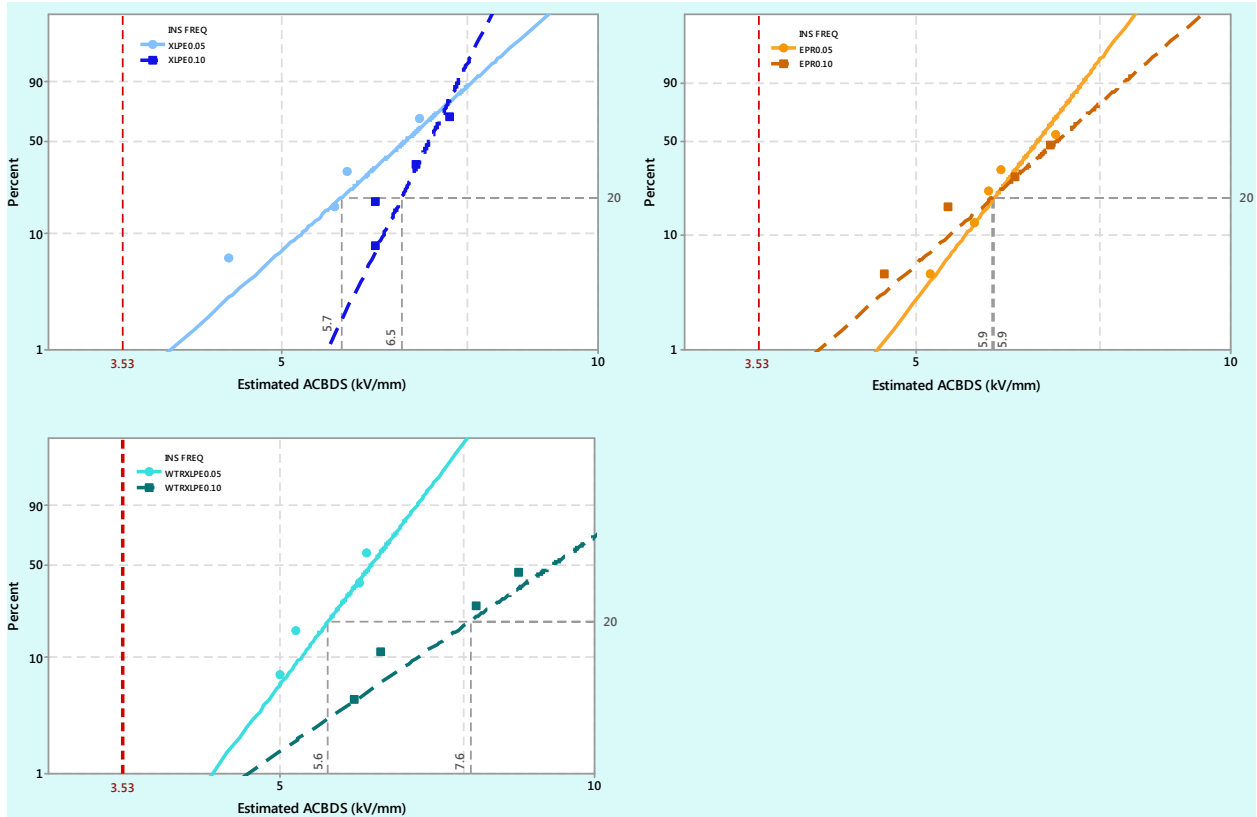 INS FREQ
XLPE0.05
XLPE0.10
90
50
10
1
Percent
20
5.7
6.5
3.53
5
10
Estimated ACBDS (kV/mm)
INS FREQ
EPR0.05
EPR0.10
90
50
10
1
Percent
20
5.9
5.9
3.53
5
10
Estimated ACBDS (kV/mm)
INS FREQ
WTRXLPE0.05
WTRXLPE0.10
90
50
10
1
Percent
20
5.6
7.6
3.53
5
10
Estimated ACBDS (kV/mm)